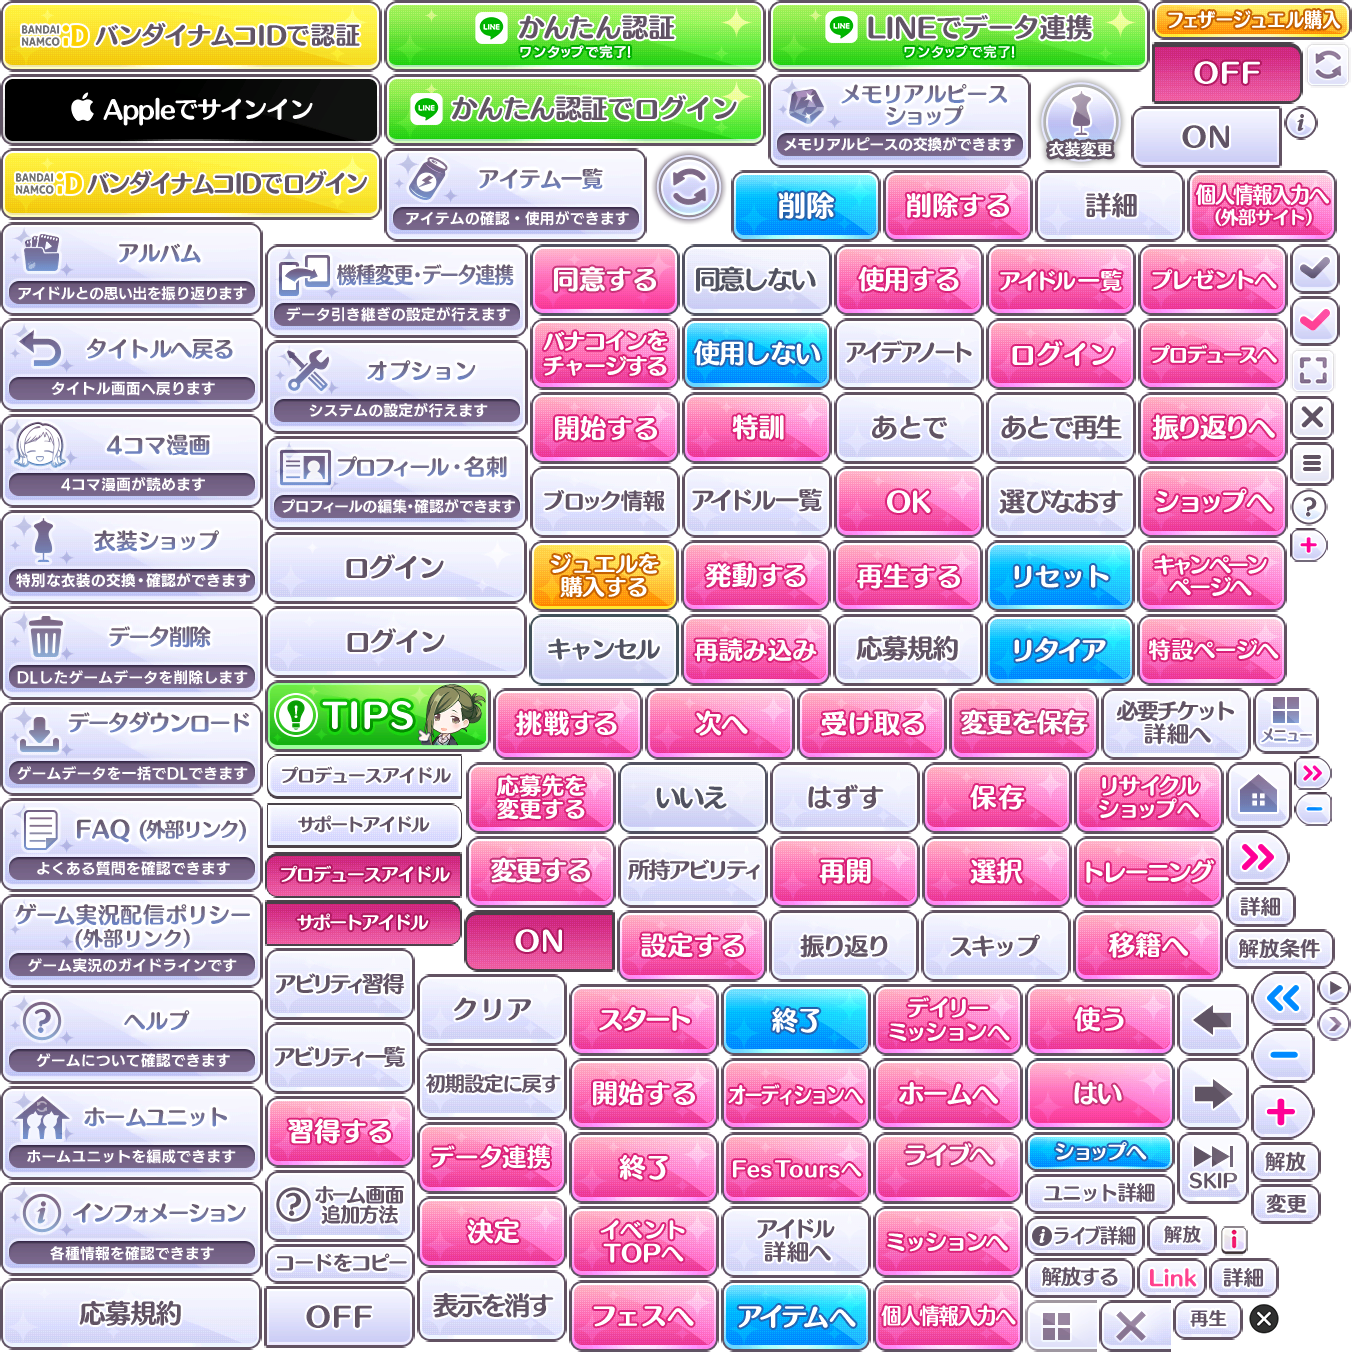 BANDAI NAMCO iD バンダイナムコIDで認証
LINE かんたん認証
ワンタップで完了!
LINE LINEでデータ連携
ワンタップで完了!
フェザージュエル購入
OFF
Appleでサインイン
LINE かんたん認証でログイン
メモリアルピース
ショップ
メモリアルピースの交換ができます
衣装変更
ON
i
BANDAI NAMCO iD バンダイナムコIDでログイン
アイテム一覧
アイテムの確認・使用ができます
削除
削除する
詳細
個人情報入力へ
(外部サイト)
アルバム
アイドルとの思い出を振り返ります
機種変更・データ連携
データ引き継ぎの設定が行えます
同意する
同意しない
使用する
アイドル一覧
プレゼントへ
タイトルへ戻る
タイトル画面へ戻ります
オプション
システムの設定が行えます
バナコインを
チャージする
使用しない
アイデアノート
ログイン
プロデュースへ
4コマ漫画
4コマ漫画が読めます
プロフィール・名刺
プロフィールの編集・確認ができます
開始する
特訓
あとで
あとで再生
振り返りへ
ブロック情報
アイドル一覧
OK
選びなおす
ショップへ
?
衣装ショップ
特別な衣装の交換・確認ができます
ログイン
ジュエルを
購入する
発動する
再生する
リセット
キャンペーン
ページへ
+
データ削除
DLしたゲームデータを削除します
ログイン
キャンセル
再読み込み
応募規約
リタイア
特設ページへ
データダウンロード
ゲームデータを一括でDLできます
TIPS
挑戦する
次へ
受け取る
変更を保存
必要チケット
詳細へ
メニュー
プロデュースアイドル
サポートアイドル
応募先を
変更する
いいえ
はずす
保存
リサイクル
ショップへ
FAQ (外部リンク)
よくある質問を確認できます
プロデュースアイドル
サポートアイドル
変更する
所持アビリティ
再開
選択
トレーニング
詳細
ゲーム実況配信ポリシー
(外部リンク)
ゲーム実況のガイドラインです
ON
設定する
振り返り
スキップ
移籍へ
解放条件
アビリティ習得
クリア
スタート
終了
デイリー
ミッションへ
使う
ヘルプ
ゲームについて確認できます
アビリティ一覧
初期設定に戻す
開始する
オーディションへ
ホームへ
はい
ホームユニット
ホームユニットを編成できます
習得する
データ連携
終了
Fes Toursへ
ライブへ
ショップへ
ユニット詳細
SKIP
解放
変更
インフォメーション
各種情報を確認できます
ホーム画面
追加方法
コードをコピー
決定
イベント
TOPへ
アイドル
詳細へ
ミッションへ
ライブ詳細
解放
i
解放する
Link
詳細
応募規約
OFF
表示を消す
フェスへ
アイテムへ
個人情報入力へ
再生